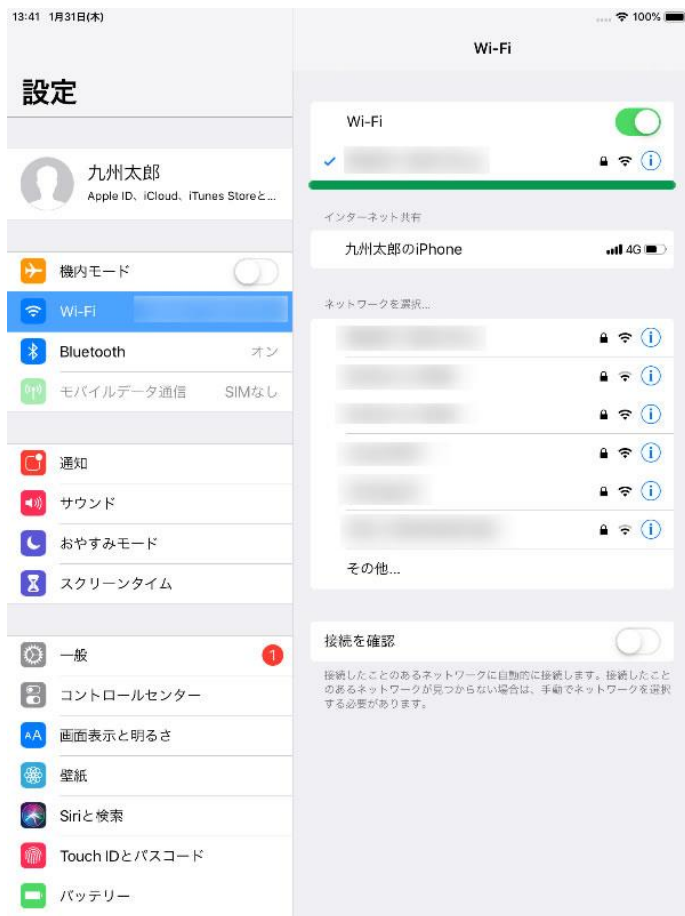 13:41 1月31日(木)
100%
設定
九州太郎
Apple ID、iCloud、iTunes Storeと...
機内モード
Wi-Fi
Bluetooth オン
モバイルデータ通信 SIMなし
通知
サウンド
おやすみモード
スクリーンタイム
一般 1
コントロールセンター
AA 画面表示と明るさ
壁紙
Siriと検索
Touch IDとパスコード
バッテリー
Wi-Fi
Wi-Fi
インターネット共有
九州太郎のiPhone 4G
ネットワークを選択...
その他...
接続を確認
接続したことのあるネットワークに自動的に接続します。接続したこと
のあるネットワークが見つからない場合は、手動でネットワークを選択
する必要があります。